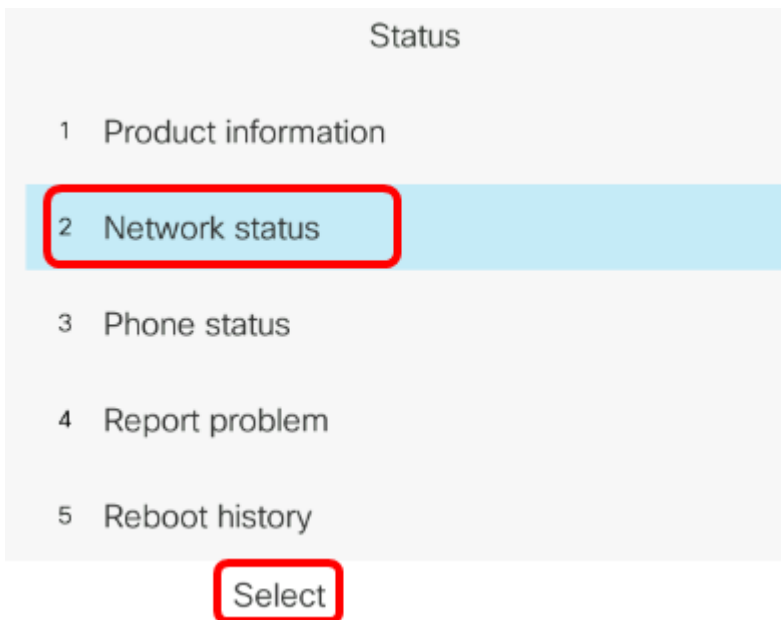 Status
1 Product information
2 Network status
3 Phone status
4 Report problem
5 Reboot history
Select